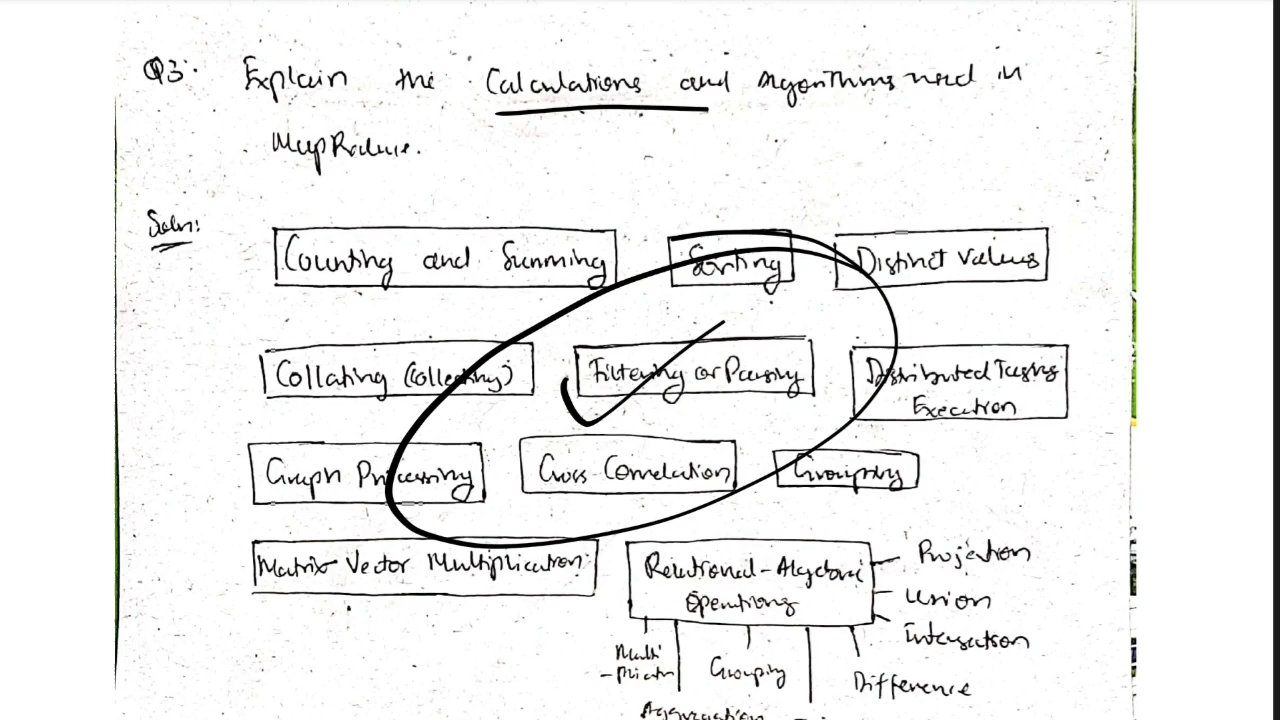 Q3. Explain the Calculations and Algorithms used in
MapReduce.
Soln:
Counting and Summing
Sorting
Distinct Values
Collating (Collecting)
Filtering or Parsing
Distributed Tasks
Execution
Graph Processing
Cross Correlation
Grouping
Matrix-Vector Multiplication
Relational-Algebraic
Operations
Projection
Union
Intersection
Multi
-plication
Grouping
Difference
Aggregation